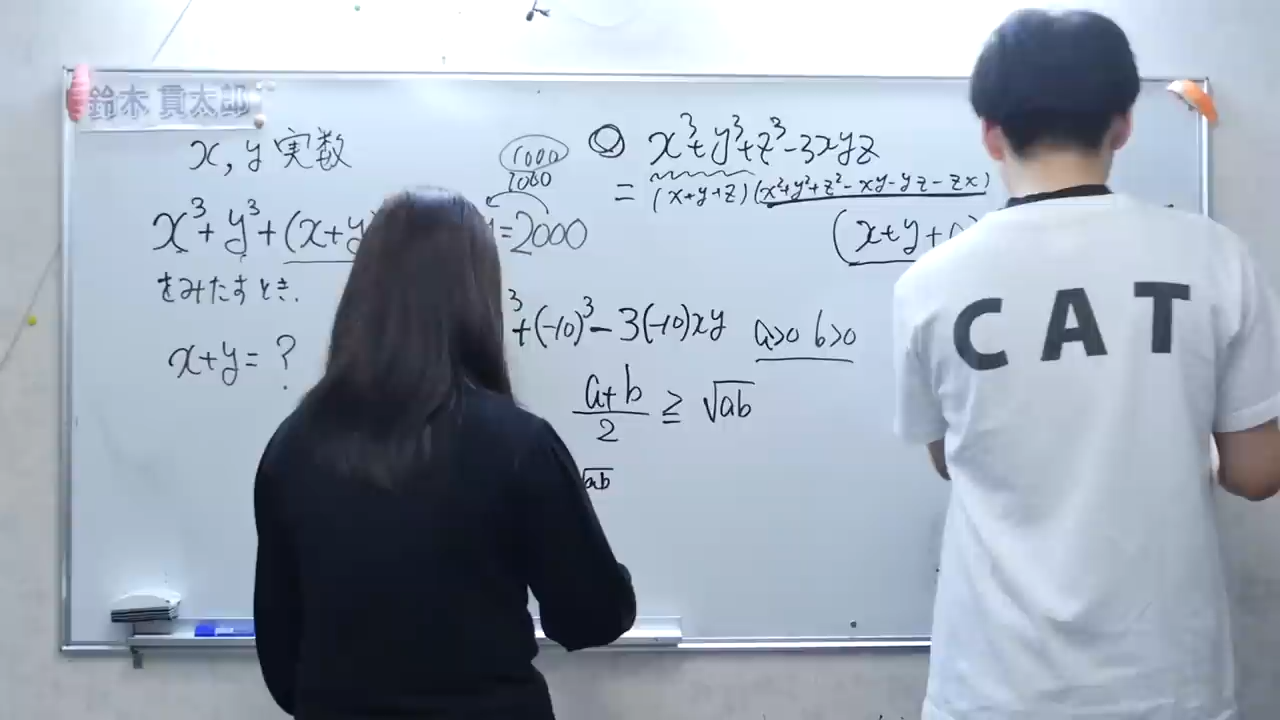 鈴木 貫太郎
x, y 実数
x³+y³+(x+y
=2000
をみたすとき.
x+y= ?
1000
1000
x³+y³+z³-3xyz
=(x+y+z)(x²+y²+z²-xy-yz-zx)
(x+y+
³+(-10)³-3(-10)xy
a>0 b>0
a+b/2 ≧ √ab
√ab
CAT